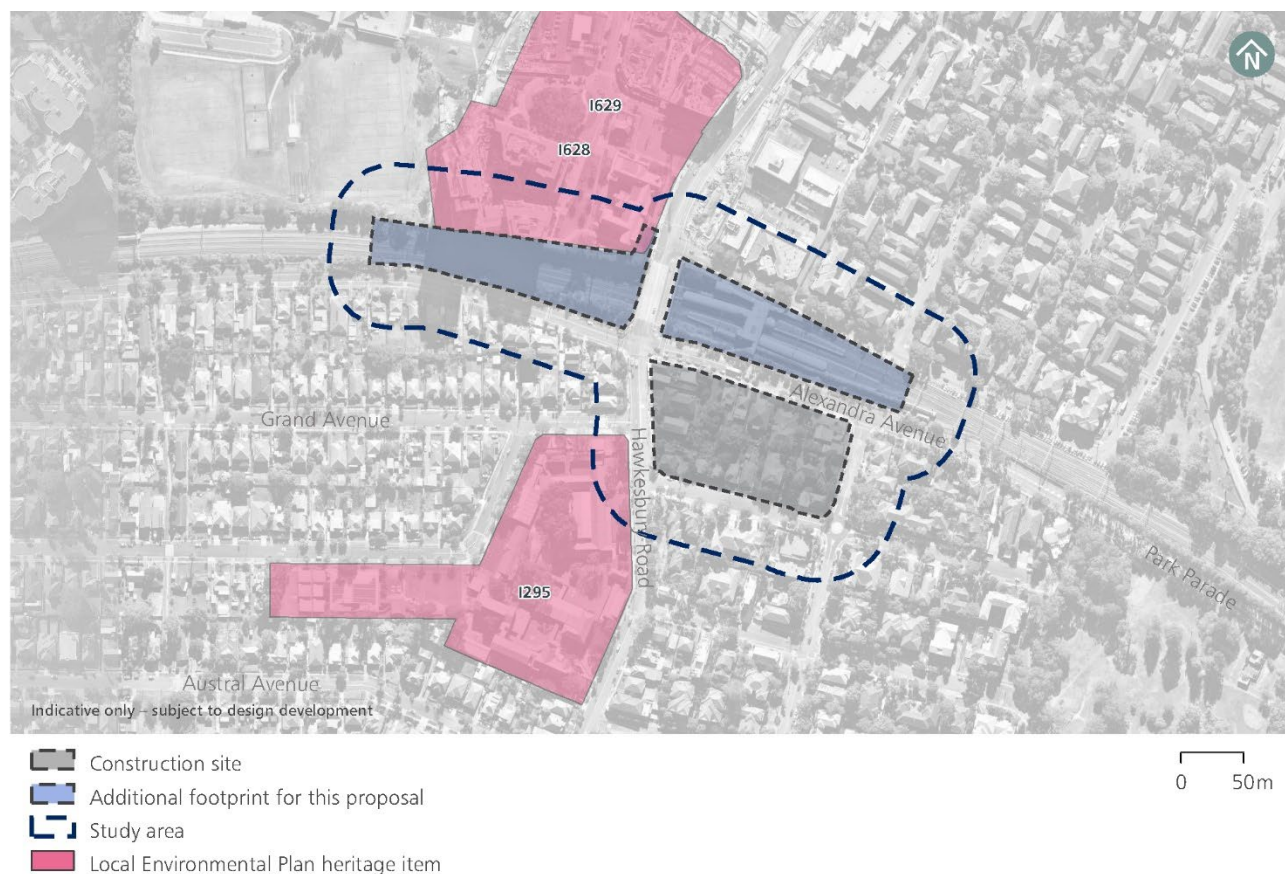 N
I629
I628
Grand Avenue
Alexandra Avenue
Hawkesbury Road
Park Parade
I295
Austral Avenue
Indicative only – subject to design development
Construction site
Additional footprint for this proposal
Study area
Local Environmental Plan heritage item
0 50m